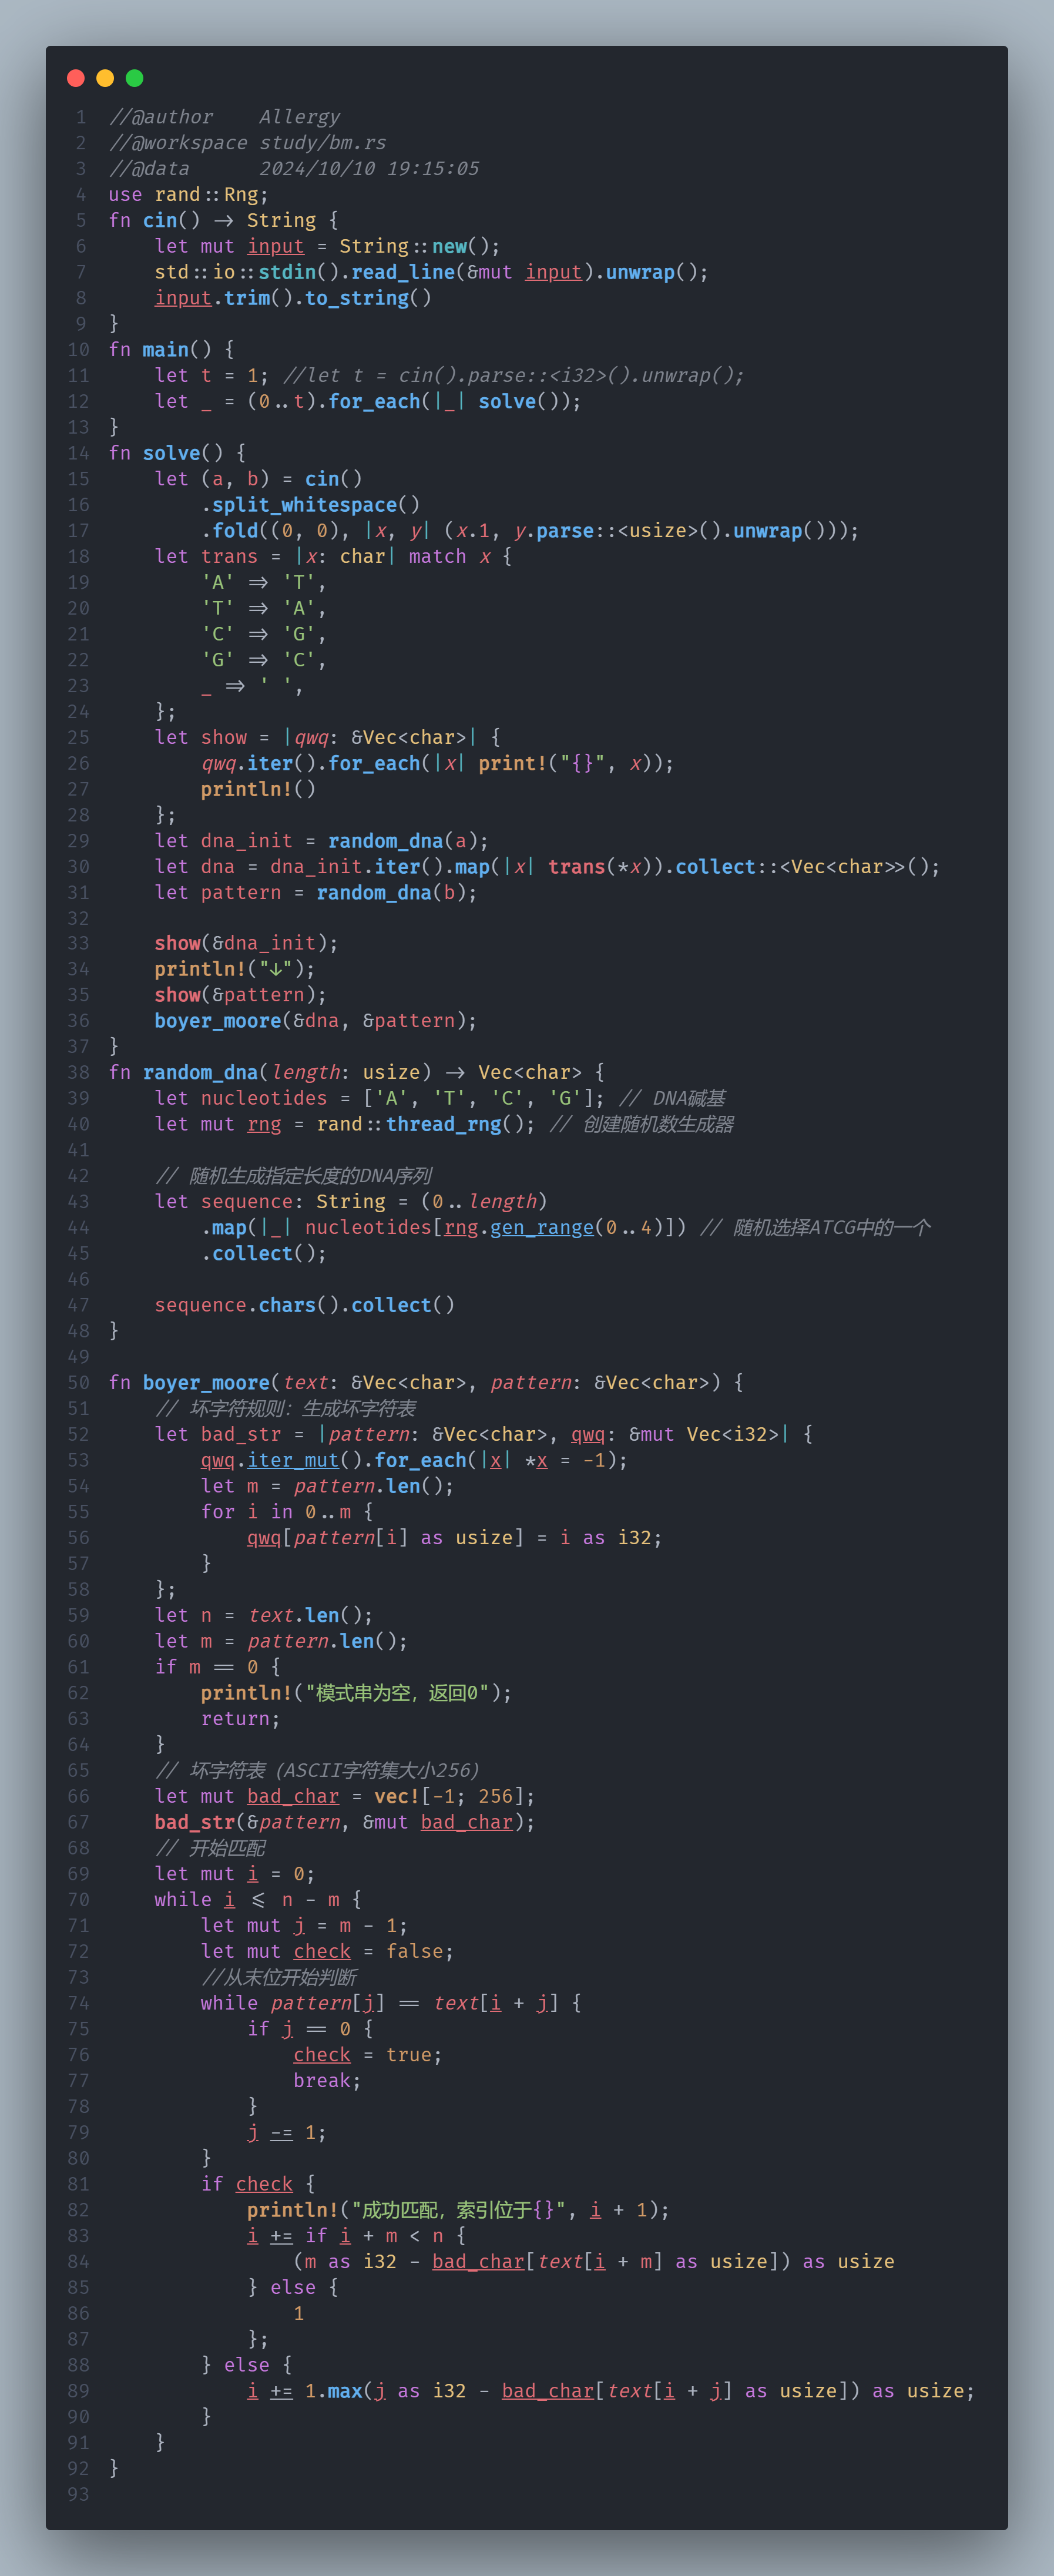 1 //@author    Allergy
2 //@workspace study/bm.rs
3 //@data      2024/10/10 19:15:05
4 use rand::Rng;
5 fn cin() -> String {
6     let mut input = String::new();
7     std::io::stdin().read_line(&mut input).unwrap();
8     input.trim().to_string()
9 }
10 fn main() {
11     let t = 1; //let t = cin().parse::<i32>().unwrap();
12     let _ = (0..t).for_each(|_| solve());
13 }
14 fn solve() {
15     let (a, b) = cin()
16         .split_whitespace()
17         .fold((0, 0), |x, y| (x.1, y.parse::<usize>().unwrap()));
18     let trans = |x: char| match x {
19         'A' => 'T',
20         'T' => 'A',
21         'C' => 'G',
22         'G' => 'C',
23         _ => ' ',
24     };
25     let show = |qwq: &Vec<char>| {
26         qwq.iter().for_each(|x| print!("{}", x));
27         println!()
28     };
29     let dna_init = random_dna(a);
30     let dna = dna_init.iter().map(|x| trans(*x)).collect::<Vec<char>>();
31     let pattern = random_dna(b);
32
33     show(&dna_init);
34     println!("↓");
35     show(&pattern);
36     boyer_moore(&dna, &pattern);
37 }
38 fn random_dna(length: usize) -> Vec<char> {
39     let nucleotides = ['A', 'T', 'C', 'G']; // DNA碱基
40     let mut rng = rand::thread_rng(); // 创建随机数生成器
41
42     // 随机生成指定长度的DNA序列
43     let sequence: String = (0..length)
44         .map(|_| nucleotides[rng.gen_range(0..4)]) // 随机选择ATCG中的一个
45         .collect();
46
47     sequence.chars().collect()
48 }
49
50 fn boyer_moore(text: &Vec<char>, pattern: &Vec<char>) {
51     // 坏字符规则：生成坏字符表
52     let bad_str = |pattern: &Vec<char>, qwq: &mut Vec<i32>| {
53         qwq.iter_mut().for_each(|x| *x = -1);
54         let m = pattern.len();
55         for i in 0..m {
56             qwq[pattern[i] as usize] = i as i32;
57         }
58     };
59     let n = text.len();
60     let m = pattern.len();
61     if m == 0 {
62         println!("模式串为空，返回0");
63         return;
64     }
65     // 坏字符表（ASCII字符集大小256）
66     let mut bad_char = vec![-1; 256];
67     bad_str(&pattern, &mut bad_char);
68     // 开始匹配
69     let mut i = 0;
70     while i <= n - m {
71         let mut j = m - 1;
72         let mut check = false;
73         //从末位开始判断
74         while pattern[j] == text[i + j] {
75             if j == 0 {
76                 check = true;
77                 break;
78             }
79             j -= 1;
80         }
81         if check {
82             println!("成功匹配，索引位于{}", i + 1);
83             i += if i + m < n {
84                 (m as i32 - bad_char[text[i + m] as usize]) as usize
85             } else {
86                 1
87             };
88         } else {
89             i += 1.max(j as i32 - bad_char[text[i + j] as usize]) as usize;
90         }
91     }
92 }
93